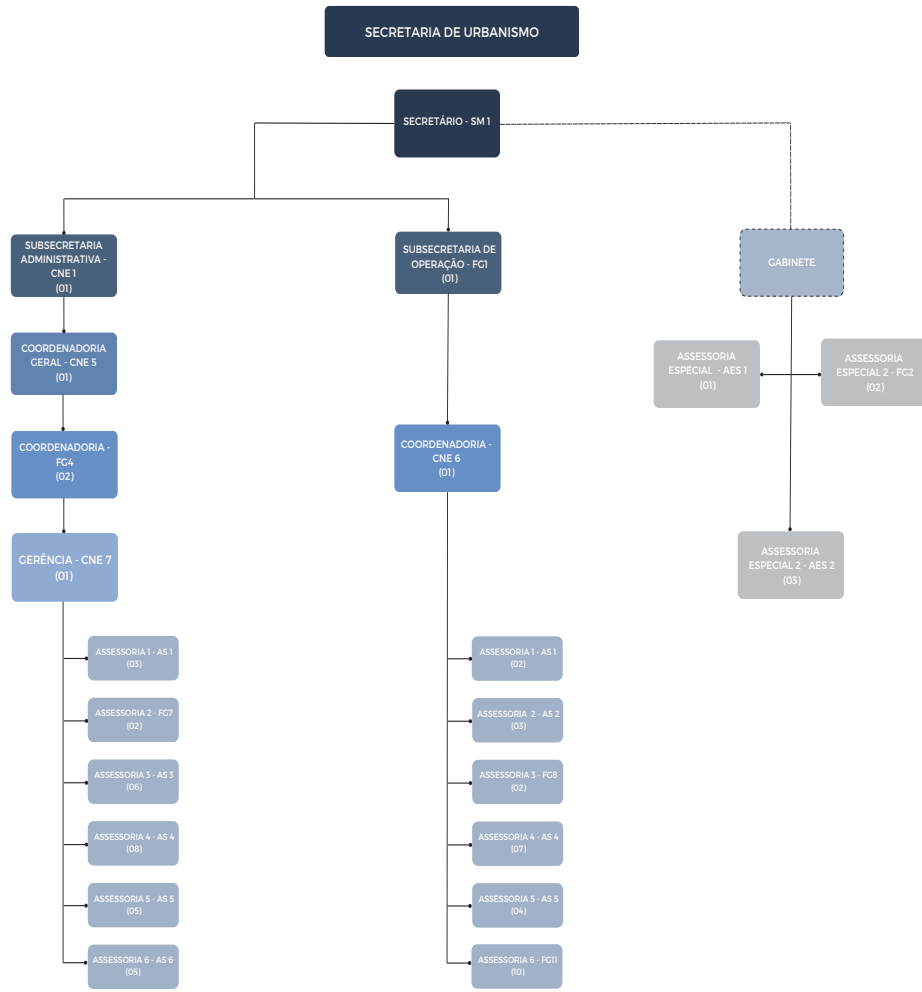 SECRETARIA DE URBANISMO
SECRETÁRIO - SM 1
SUBSECRETARIA
ADMINISTRATIVA -
CNE 1
(01)
SUBSECRETARIA DE
OPERAÇÃO - FG1
(01)
GABINETE
COORDENADORIA
GERAL - CNE 5
(01)
ASSESSORIA
ESPECIAL - AES 1
(01)
ASSESSORIA
ESPECIAL 2 - FG2
(02)
COORDENADORIA -
FG4
(02)
COORDENADORIA -
CNE 6
(01)
GERÊNCIA - CNE 7
(01)
ASSESSORIA
ESPECIAL 2 - AES 2
(03)
ASSESSORIA 1 - AS 1
(03)
ASSESSORIA 2 - FG7
(02)
ASSESSORIA 3 - AS 3
(06)
ASSESSORIA 4 - AS 4
(08)
ASSESSORIA 5 - AS 5
(05)
ASSESSORIA 6 - AS 6
(05)
ASSESSORIA 1 - AS 1
(02)
ASSESSORIA 2 - AS 2
(03)
ASSESSORIA 3 - FG8
(02)
ASSESSORIA 4 - AS 4
(07)
ASSESSORIA 5 - AS 5
(04)
ASSESSORIA 6 - FG11
(10)